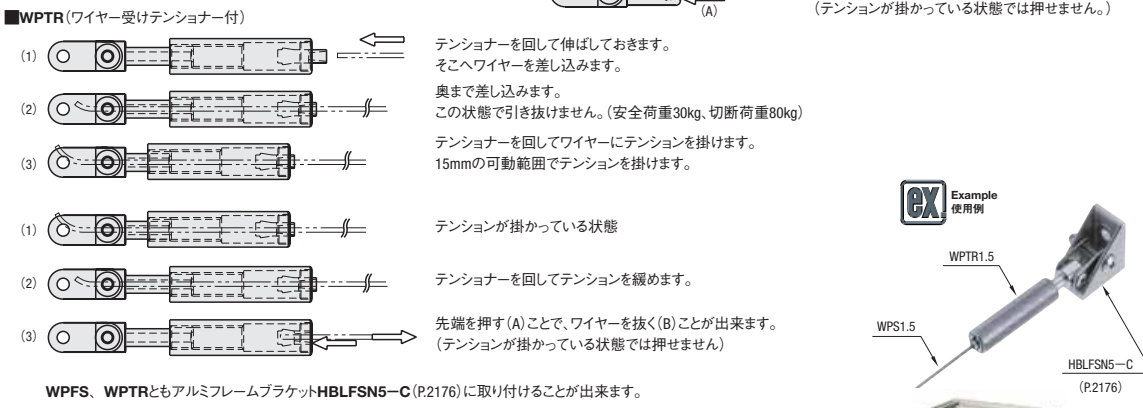 (A)
(テンションが掛かっている状態では押せません。)
■WPTR(ワイヤー受けテンショナー付)
(1)
テンショナーを回して伸ばしておきます。
そこへワイヤーを差し込みます。
(2)
奥まで差し込みます。
この状態で引き抜けません。(安全荷重30kg、切断荷重80kg)
(3)
テンショナーを回してワイヤーにテンションを掛けます。
15mmの可動範囲でテンションを掛けます。
(1)
テンションが掛かっている状態
(2)
テンショナーを回してテンションを緩めます。
(3)
先端を押す(A)ことで、ワイヤーを抜く(B)ことが出来ます。
(テンションが掛かっている状態では押せません)
ex. Example
使用例
WPTR1.5
WPS1.5
HBLFSN5-C
(P.2176)
WPFS、WPTRともアルミフレームブラケットHBLFSN5-C(P.2176)に取り付けることが出来ます。